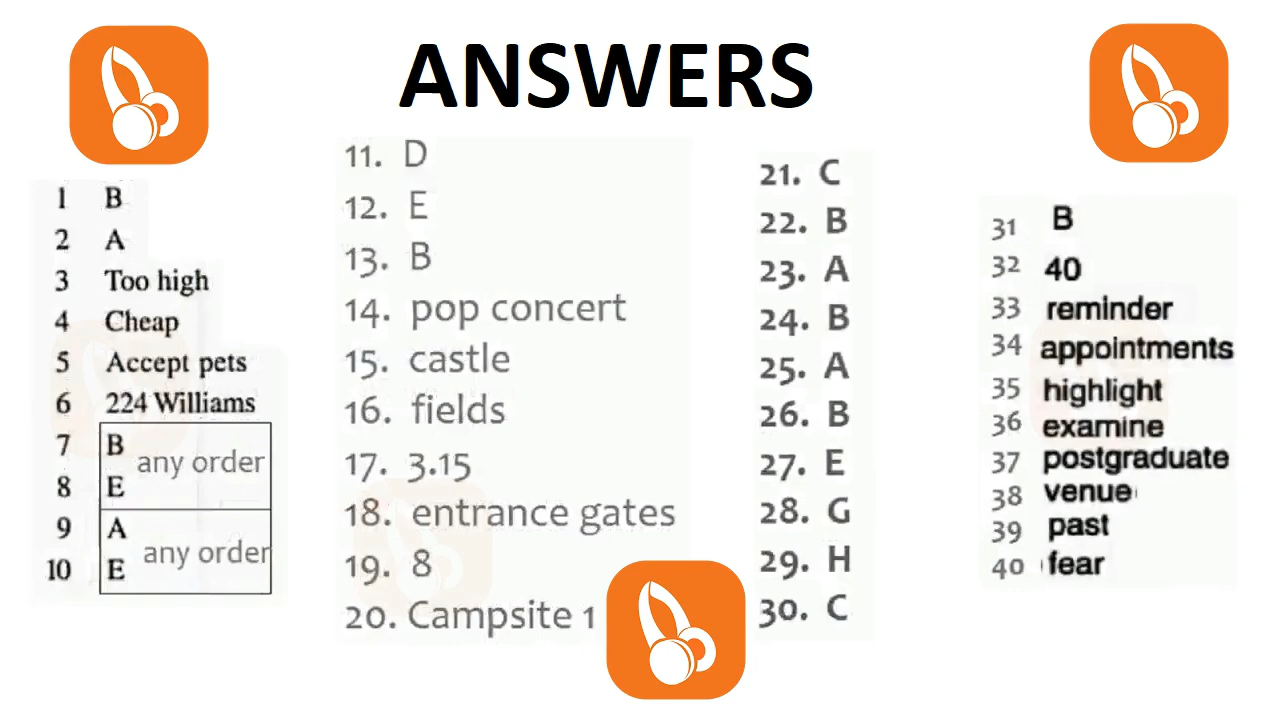 ANSWERS
1 B
2 A
3 Too high
4 Cheap
5 Accept pets
6 224 Williams
7 B
any order
8 E
9 A
any order
10 E
11. D
12. E
13. B
14. pop concert
15. castle
16. fields
17. 3.15
18. entrance gates
19. 8
20. Campsite 1
21. C
22. B
23. A
24. B
25. A
26. B
27. E
28. G
29. H
30. C
31 B
32 40
33 reminder
34 appointments
35 highlight
36 examine
37 postgraduate
38 venue
39 past
40 fear